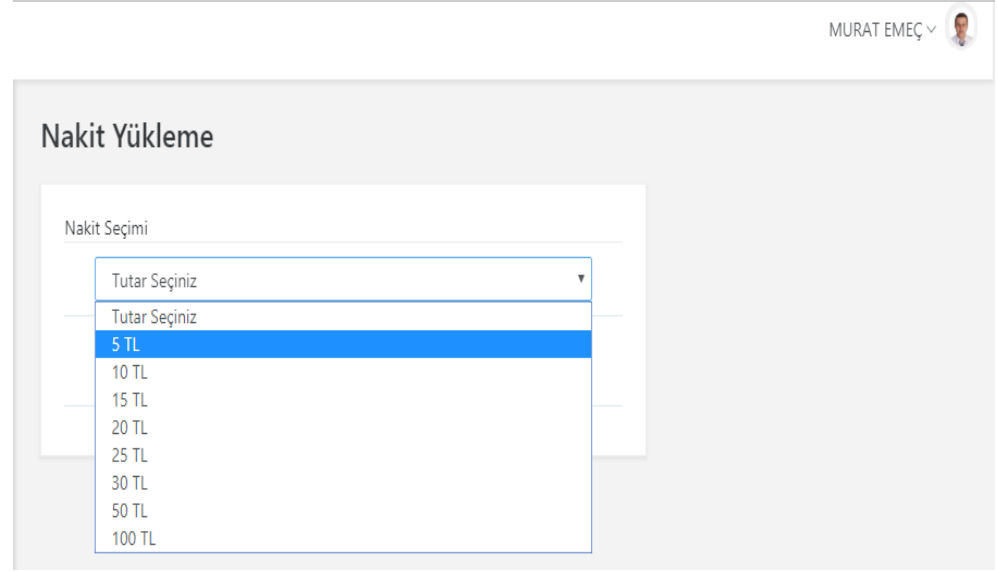 MURAT EMEÇ
Nakit Yükleme
Nakit Seçimi
Tutar Seçiniz
Tutar Seçiniz
5 TL
10 TL
15 TL
20 TL
25 TL
30 TL
50 TL
100 TL